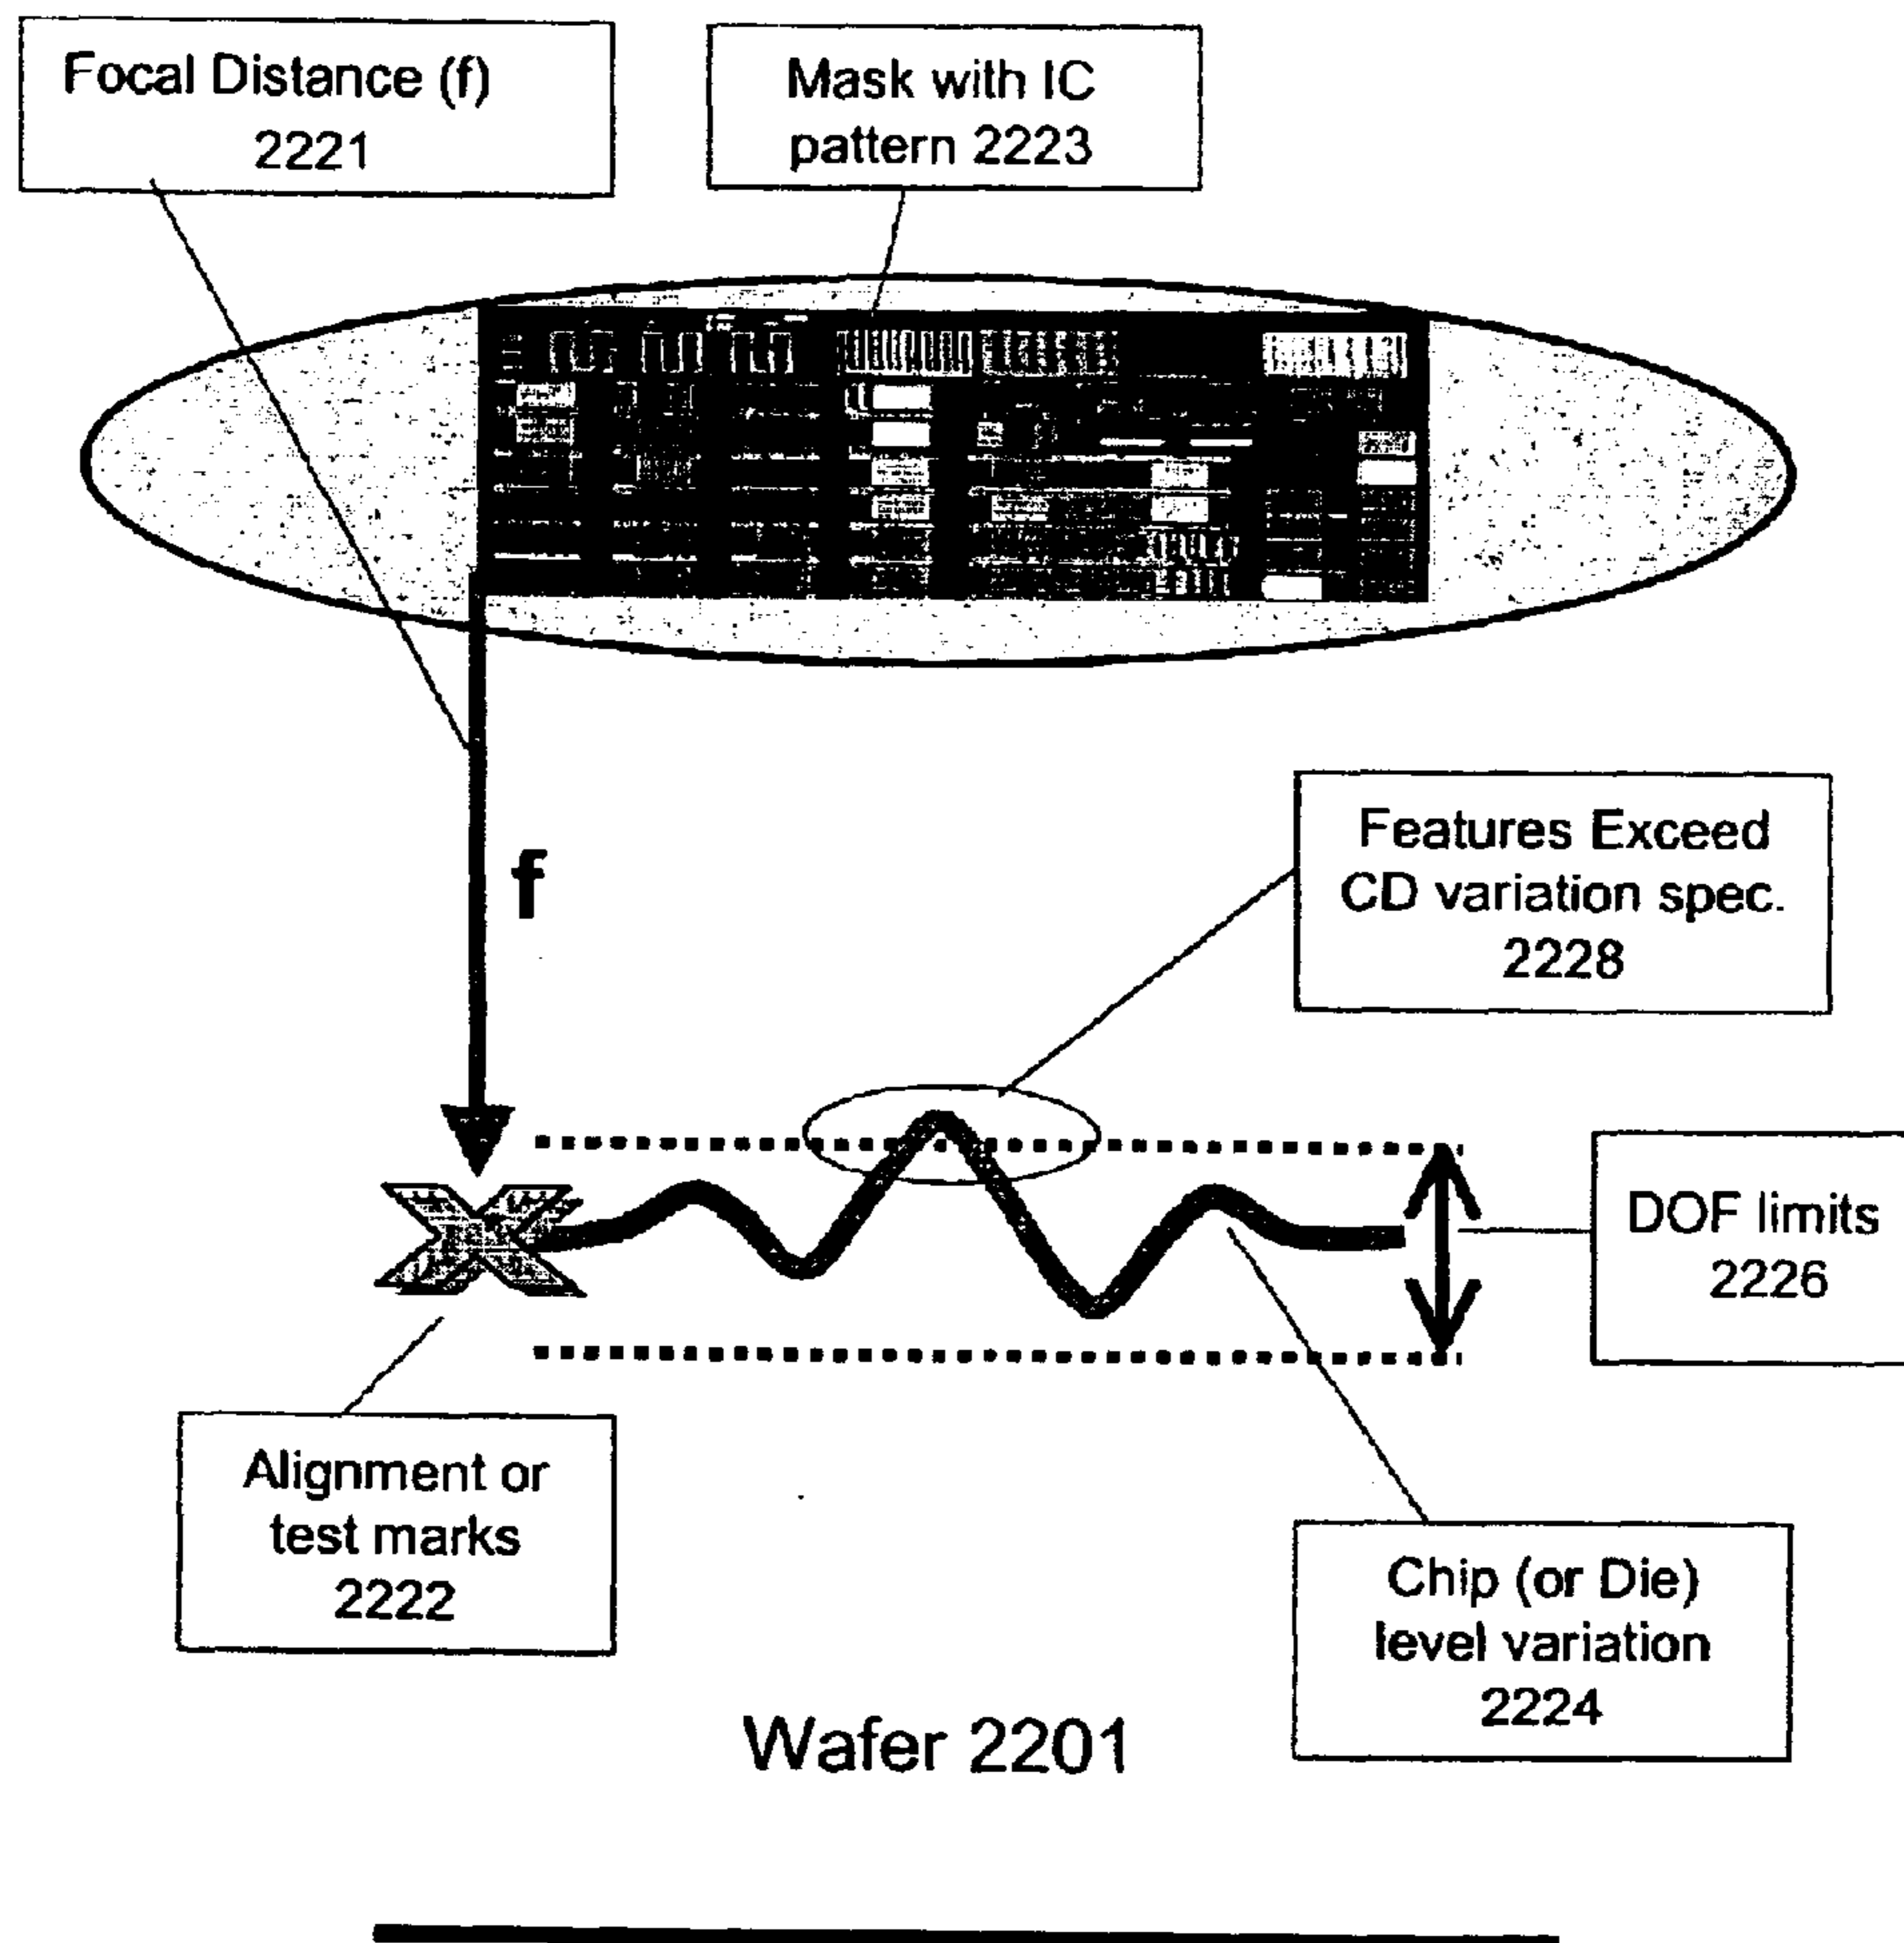 Focal Distance (f)
2221
Mask with IC
pattern 2223
f
Features Exceed
CD variation spec.
2228
DOF limits
2226
Alignment or
test marks
2222
Chip (or Die)
level variation
2224
Wafer 2201